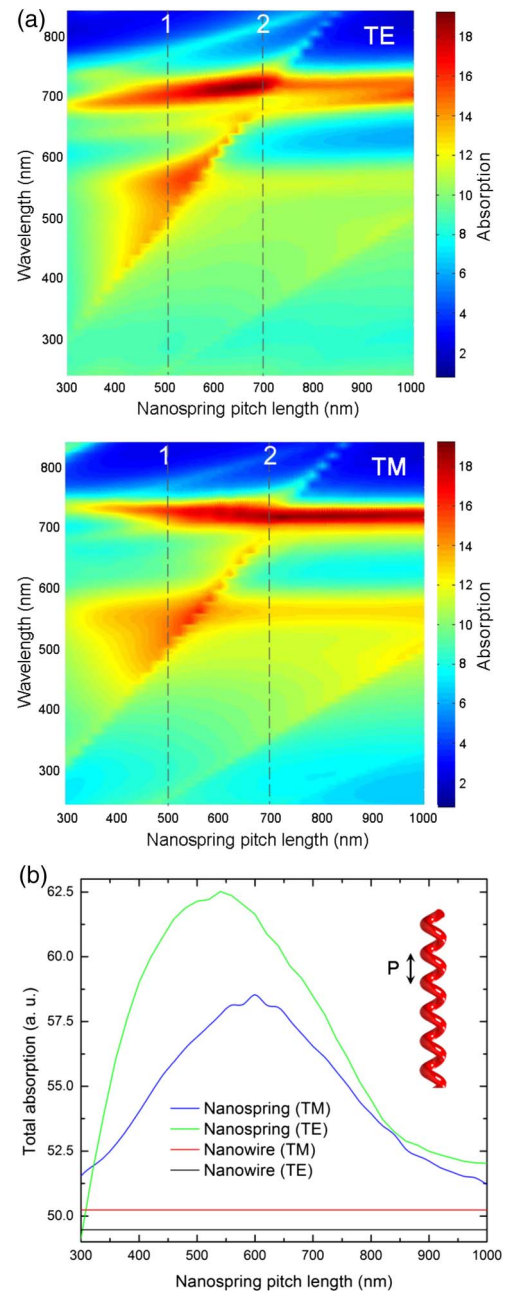 (a)
1
2
TE
800
700
600
500
400
300
Wavelength (nm)
300 400 500 600 700 800 900 1000
Nanospring pitch length (nm)
18
16
14
12
10
8
6
4
2
Absorption
1
2
TM
800
700
600
500
400
300
Wavelength (nm)
300 400 500 600 700 800 900 1000
Nanospring pitch length (nm)
18
16
14
12
10
8
6
4
2
Absorption
(b)
62.5
60.0
57.5
55.0
52.5
50.0
Total absorption (a. u.)
P
Nanospring (TM)
Nanospring (TE)
Nanowire (TM)
Nanowire (TE)
300 400 500 600 700 800 900 1000
Nanospring pitch length (nm)